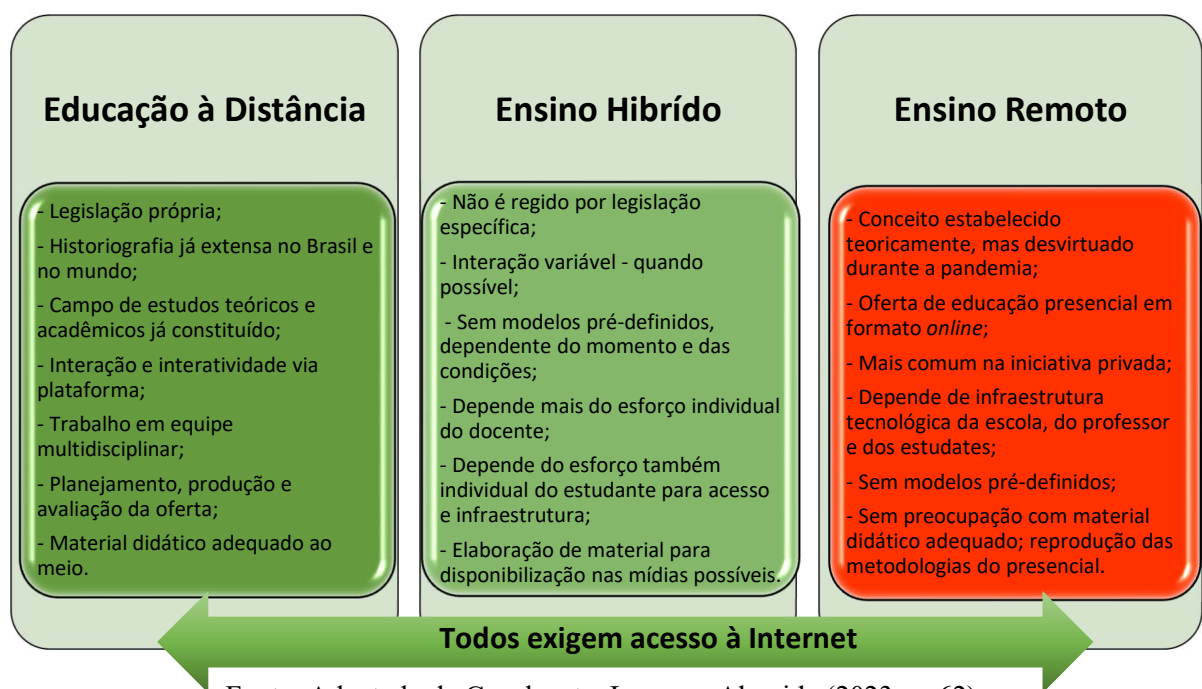 Educação à Distância
- Legislação própria;
- Historiografia já extensa no Brasil e
no mundo;
- Campo de estudos teóricos e
acadêmicos já constituído;
- Interação e interatividade via
plataforma;
- Trabalho em equipe
multidisciplinar;
- Planejamento, produção e
avaliação da oferta;
- Material didático adequado ao
meio.
Ensino Hibrído
- Não é regido por legislação
específica;
- Interação variável - quando
possível;
- Sem modelos pré-definidos,
dependente do momento e das
condições;
- Depende mais do esforço individual
do docente;
- Depende do esforço também
individual do estudante para acesso
e infraestrutura;
- Elaboração de material para
disponibilização nas mídias possíveis.
Ensino Remoto
- Conceito estabelecido
teoricamente, mas desvirtuado
durante a pandemia;
- Oferta de educação presencial em
formato online;
- Mais comum na iniciativa privada;
- Depende de infraestrutura
tecnológica da escola, do professor
e dos estudates;
- Sem modelos pré-definidos;
- Sem preocupação com material
didático adequado; reprodução das
metodologias do presencial.
Todos exigem acesso à Internet